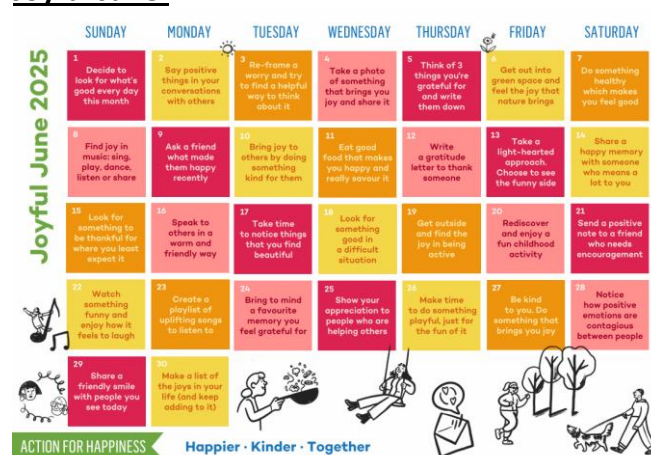 SUNDAY MONDAY TUESDAY WEDNESDAY THURSDAY FRIDAY SATURDAY
Joyful June 2025
1
Decide to
look for what's
good every day
this month
2
Say positive
things in your
conversations
with others
3
Re-frame a
worry and try
to find a helpful
way to think
about it
4
Take a photo
of something
that brings you
joy and share it
5
Think of 3
things you're
grateful for
and write
them down
6
Get out into
green space and
feel the joy that
nature brings
7
Do something
healthy
which makes
you feel good
8
Find joy in
music: sing,
play, dance,
listen or share
9
Ask a friend
what made
them happy
recently
10
Bring joy to
others by doing
something
kind for them
11
Eat good
food that makes
you happy and
really savour it
12
Write
a gratitude
letter to thank
someone
13
Take a
light-hearted
approach.
Choose to see
the funny side
14
Share a
happy memory
with someone
who means a
lot to you
15
Look for
something to
be thankful for
where you least
expect it
16
Speak to
others in a
warm and
friendly way
17
Take time
to notice things
that you find
beautiful
18
Look for
something
good in
a difficult
situation
19
Get outside
and find the
joy in being
active
20
Rediscover
and enjoy a
fun childhood
activity
21
Send a positive
note to a friend
who needs
encouragement
22
Watch
something
funny and
enjoy how it
feels to laugh
23
Create a
playlist of
uplifting songs
to listen to
24
Bring to mind
a favourite
memory you
feel grateful for
25
Show your
appreciation to
people who are
helping others
26
Make time
to do something
playful, just for
the fun of it
27
Be kind
to you. Do
something that
brings you joy
28
Notice
how positive
emotions are
contagious
between people
29
Share a
friendly smile
with people you
see today
30
Make a list of
the joys in your
life (and keep
adding to it)
ACTION FOR HAPPINESS
Happier · Kinder · Together